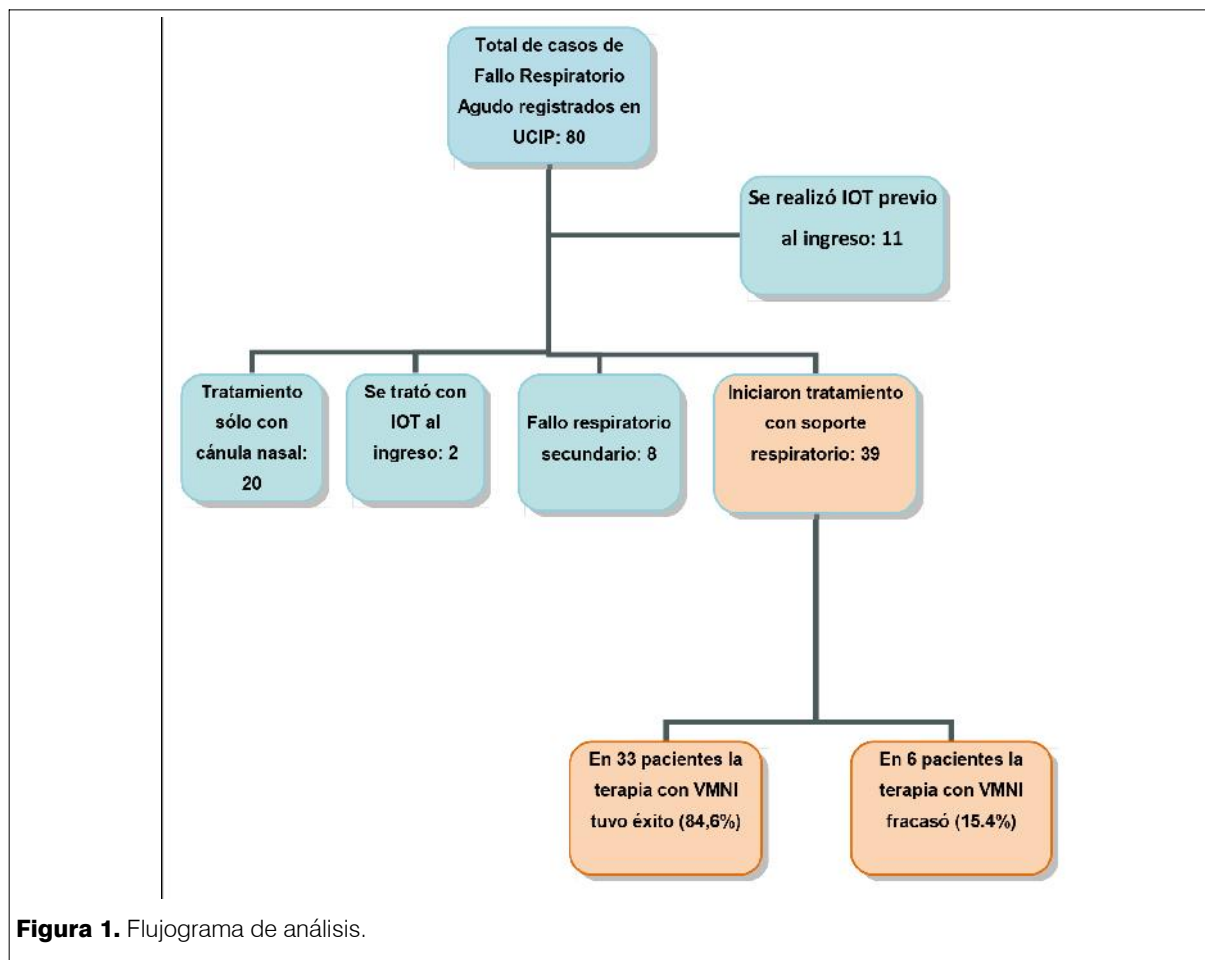 Total de casos de
Fallo Respiratorio
Agudo registrados en
UCIP: 80
Se realizó IOT previo
al ingreso: 11
Tratamiento
sólo con
cánula nasal:
20
Se trató con
IOT al
ingreso: 2
Fallo respiratorio
secundario: 8
Iniciaron tratamiento
con soporte
respiratorio: 39
En 33 pacientes la
terapia con VMNI
tuvo éxito (84,6%)
En 6 pacientes la
terapia con VMNI
fracasó (15.4%)
Figura 1. Flujograma de análisis.